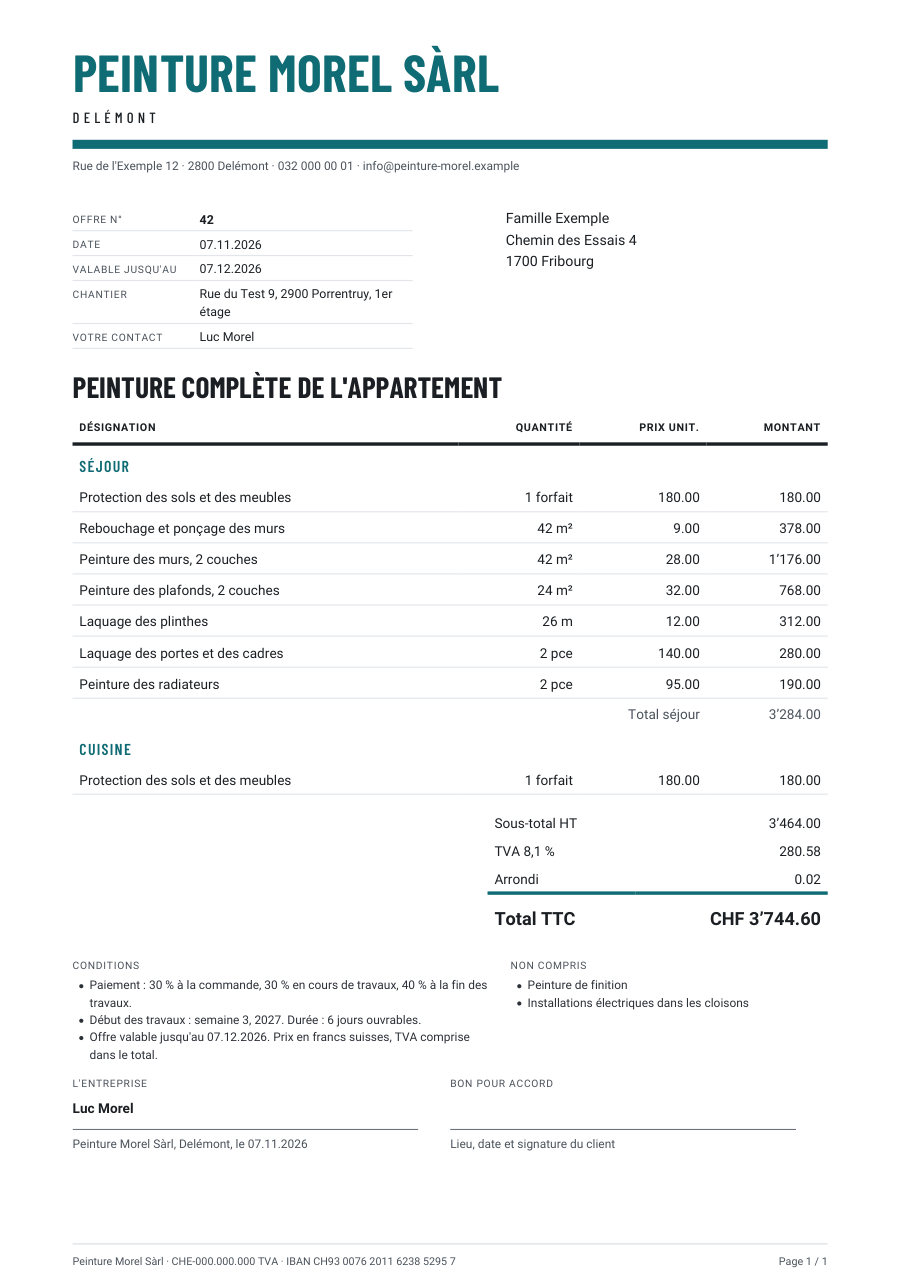 PEINTURE MOREL SÀRL
DELÉMONT
Rue de l'Exemple 12 · 2800 Delémont · 032 000 00 01 · info@peinture-morel.example
OFFRE N° 42
DATE 07.11.2026
VALABLE JUSQU'AU 07.12.2026
CHANTIER Rue du Test 9, 2900 Porrentruy, 1er
étage
VOTRE CONTACT Luc Morel
Famille Exemple
Chemin des Essais 4
1700 Fribourg
PEINTURE COMPLÈTE DE L'APPARTEMENT
DÉSIGNATION QUANTITÉ PRIX UNIT. MONTANT
SÉJOUR
Protection des sols et des meubles 1 forfait 180.00 180.00
Rebouchage et ponçage des murs 42 m² 9.00 378.00
Peinture des murs, 2 couches 42 m² 28.00 1’176.00
Peinture des plafonds, 2 couches 24 m² 32.00 768.00
Laquage des plinthes 26 m 12.00 312.00
Laquage des portes et des cadres 2 pce 140.00 280.00
Peinture des radiateurs 2 pce 95.00 190.00
Total séjour 3’284.00
CUISINE
Protection des sols et des meubles 1 forfait 180.00 180.00
Sous-total HT 3’464.00
TVA 8,1 % 280.58
Arrondi 0.02
Total TTC CHF 3’744.60
CONDITIONS
• Paiement : 30 % à la commande, 30 % en cours de travaux, 40 % à la fin des
travaux.
• Début des travaux : semaine 3, 2027. Durée : 6 jours ouvrables.
• Offre valable jusqu'au 07.12.2026. Prix en francs suisses, TVA comprise
dans le total.
NON COMPRIS
• Peinture de finition
• Installations électriques dans les cloisons
L'ENTREPRISE
Luc Morel
Peinture Morel Sàrl, Delémont, le 07.11.2026
BON POUR ACCORD
Lieu, date et signature du client
Peinture Morel Sàrl · CHE-000.000.000 TVA · IBAN CH93 0076 2011 6238 5295 7
Page 1 / 1